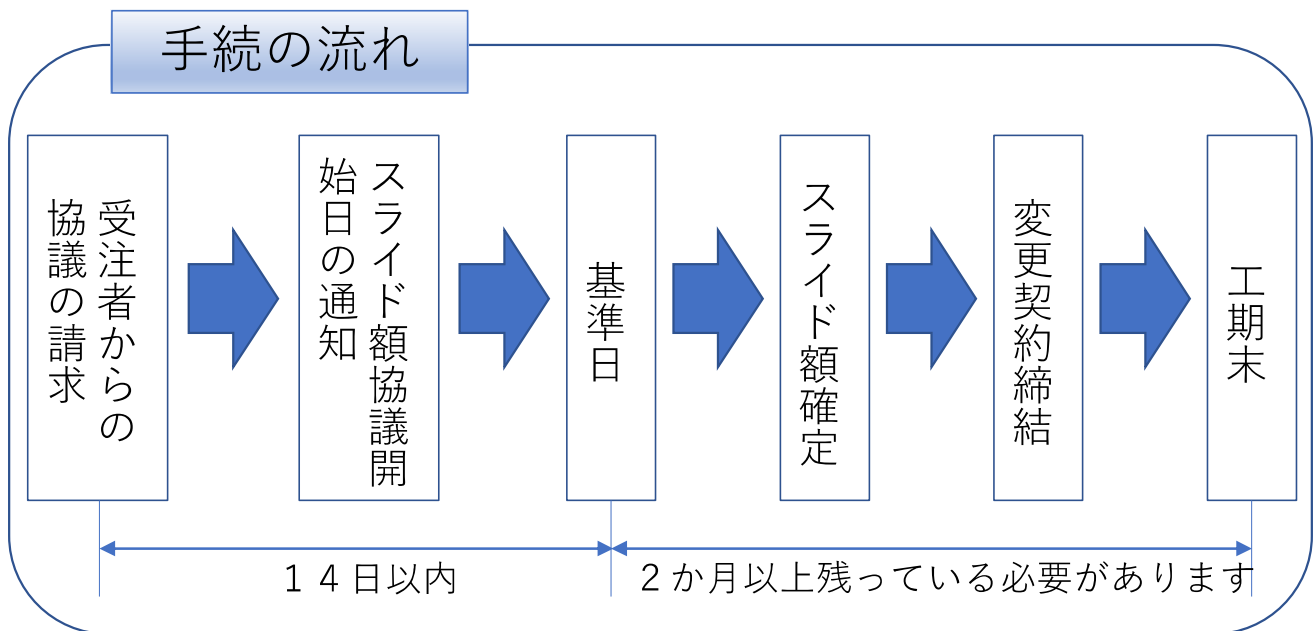 手続の流れ
受注者からの
協議の請求
スライド額協議開
始日の通知
基準日
スライド額確定
変更契約締結
工期末
14日以内
2か月以上残っている必要があります